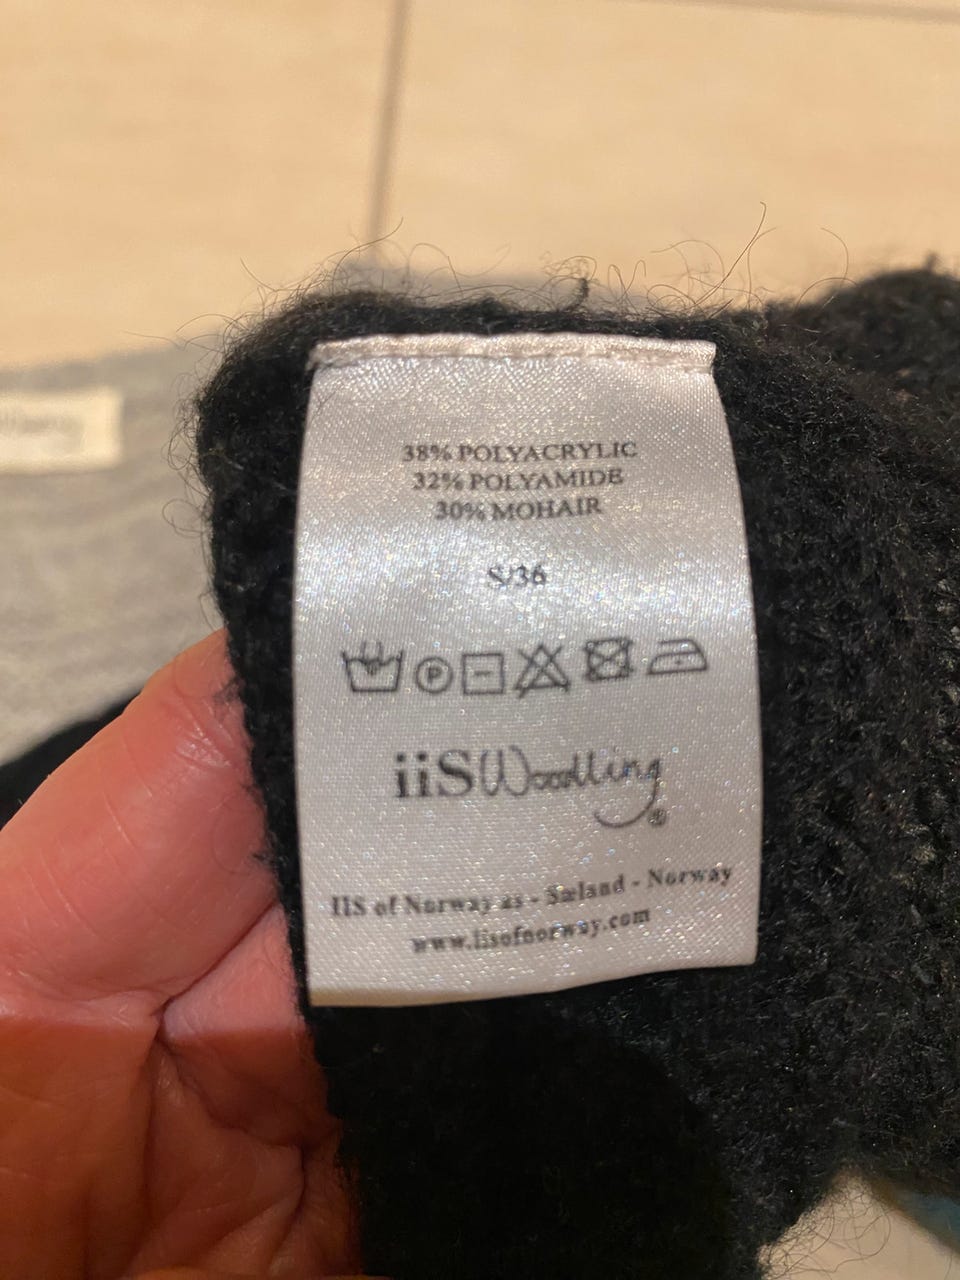 38% POLYACRYLIC
32% POLYAMIDE
30% MOHAIR
S/36
P
iiSWoolling®
IIS of Norway as - Sæland - Norway
www.iisofnorway.com